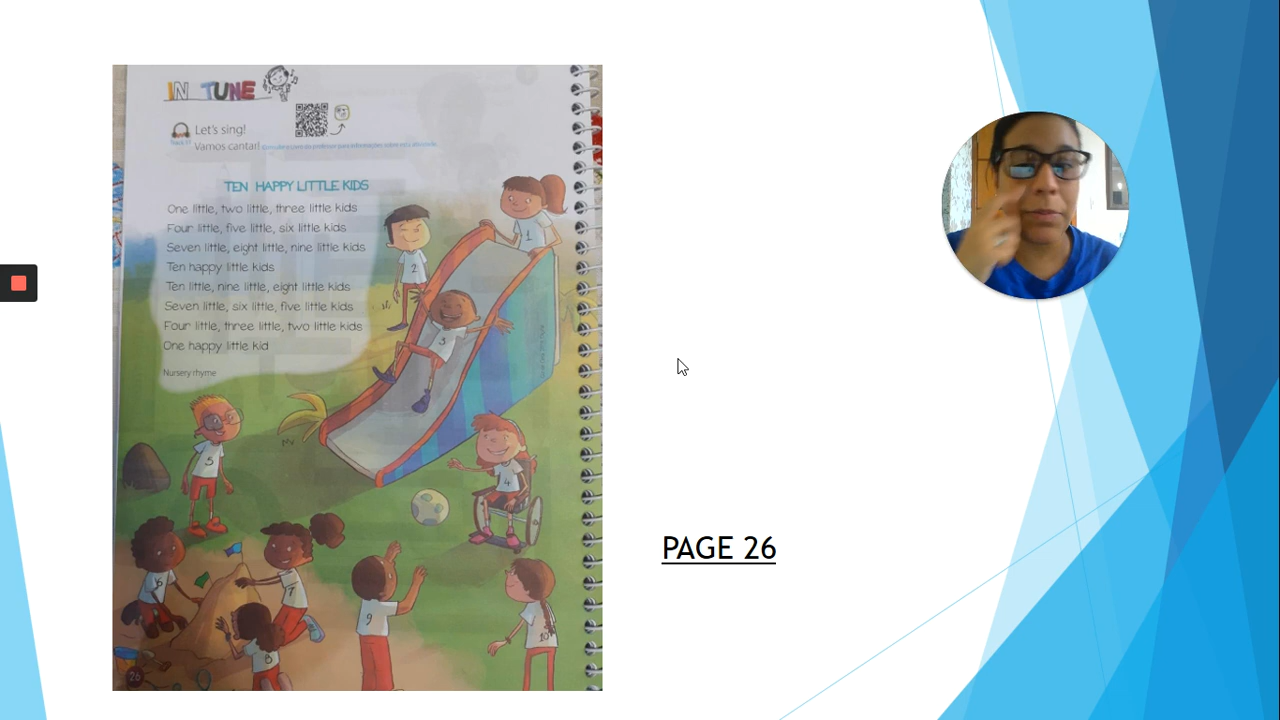 IN TUNE
Let's sing!
Vamos cantar!
TEN HAPPY LITTLE KIDS
One little, two little, three little kids
Four little, five little, six little kids
Seven little, eight little, nine little kids
Ten happy little kids
Ten little, nine little, eight little kids
Seven little, six little, five little kids
Four little, three little, two little kids
One happy little kid
Nursery rhyme
1
2
3
4
5
6
7
8
9
10
26
PAGE 26